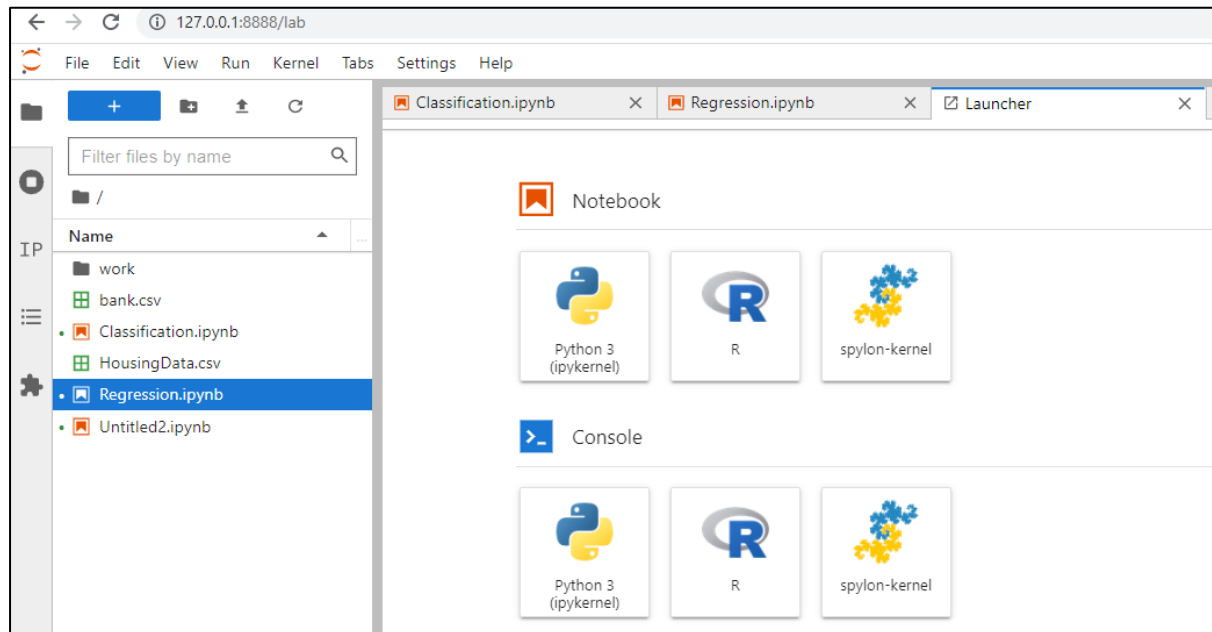 127.0.0.1:8888/lab
File Edit View Run Kernel Tabs Settings Help
Classification.ipynb Regression.ipynb Launcher
Filter files by name
/
Name ...
IP
work
bank.csv
Classification.ipynb
HousingData.csv
Regression.ipynb
Untitled2.ipynb
Notebook
Python 3
(ipykernel)
R
spylon-kernel
Console
Python 3
(ipykernel)
R
spylon-kernel